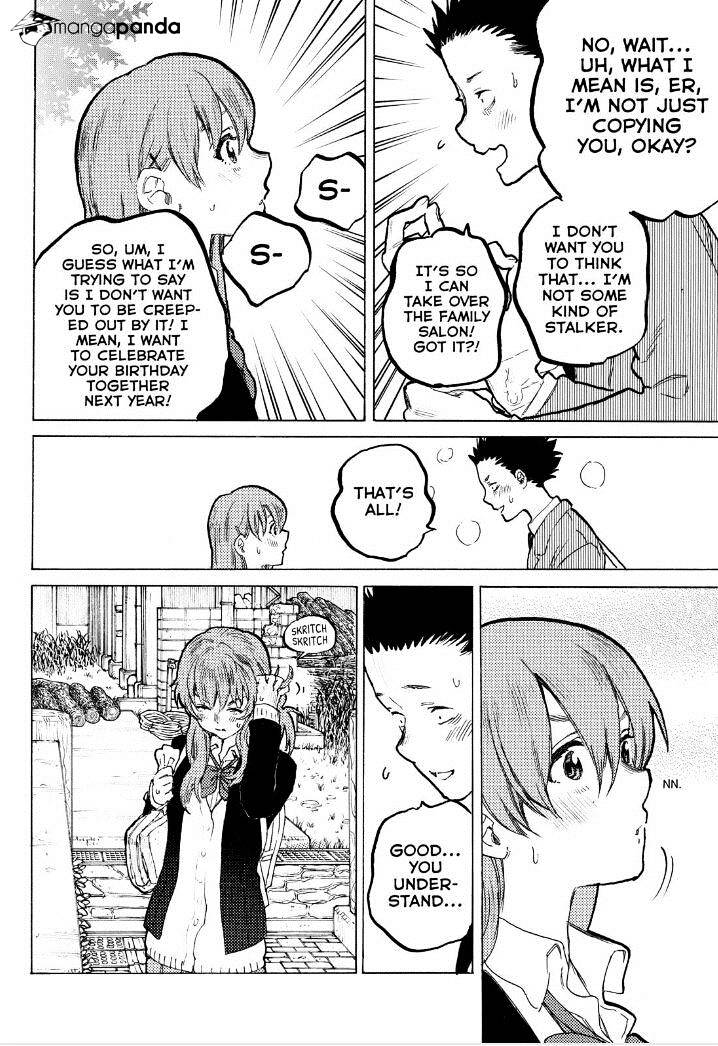 mangapanda
NO, WAIT...
UH, WHAT I
MEAN IS, ER,
I'M NOT JUST
COPYING
YOU, OKAY?
I DON'T
WANT YOU
TO THINK
THAT... I'M
NOT SOME
KIND OF
STALKER.
IT'S SO
I CAN
TAKE OVER
THE FAMILY
SALON!
GOT IT?!
S-
S-
SO, UM, I
GUESS WHAT I'M
TRYING TO SAY
IS I DON'T WANT
YOU TO BE CREEP-
ED OUT BY IT! I
MEAN, I WANT
TO CELEBRATE
YOUR BIRTHDAY
TOGETHER
NEXT YEAR!
THAT'S
ALL!
NN.
GOOD...
YOU
UNDER-
STAND...
SKRITCH
SKRITCH